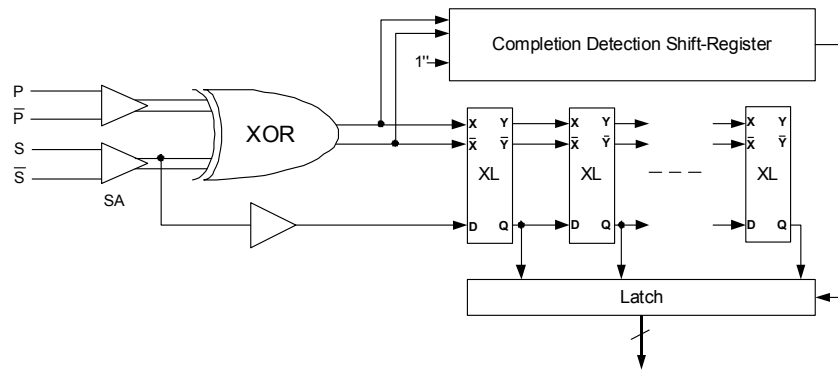 Completion Detection Shift-Register
1"
P
P̅
S
S̅
SA
XOR
X Y X Y X Y
X̅ Y̅ X̅ Y̅ X̅ Y̅
XL XL XL
D Q D Q D Q
Latch